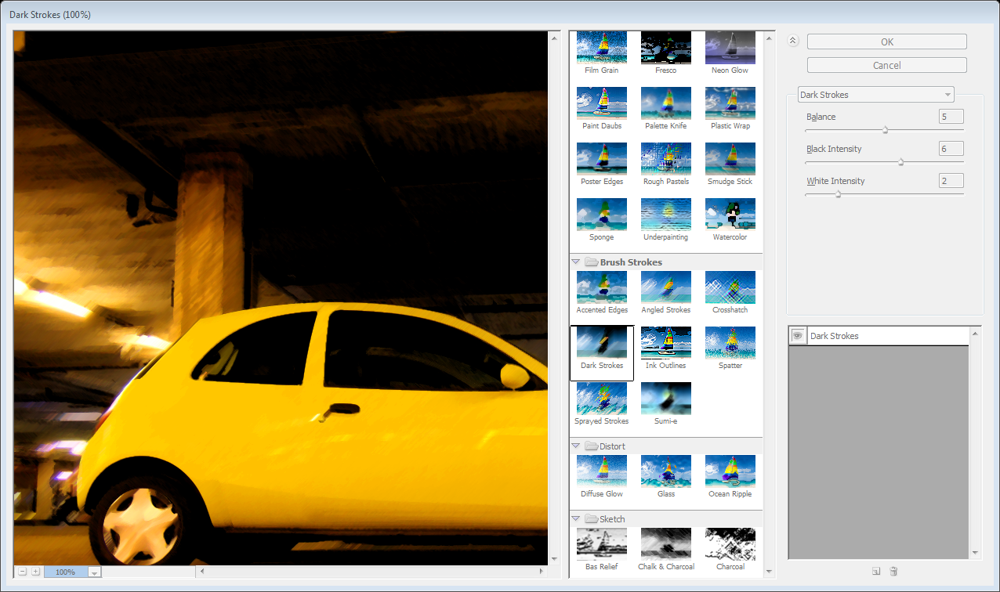 Dark Strokes (100%)
Film Grain
Fresco
Neon Glow
Paint Daubs
Palette Knife
Plastic Wrap
Poster Edges
Rough Pastels
Smudge Stick
Sponge
Underpainting
Watercolor
Brush Strokes
Accented Edges
Angled Strokes
Crosshatch
Dark Strokes
Ink Outlines
Spatter
Sprayed Strokes
Sumi-e
Distort
Diffuse Glow
Glass
Ocean Ripple
Sketch
Bas Relief
Chalk & Charcoal
Charcoal
100%
OK
Cancel
Dark Strokes
Balance 5
Black Intensity 6
White Intensity 2
Dark Strokes